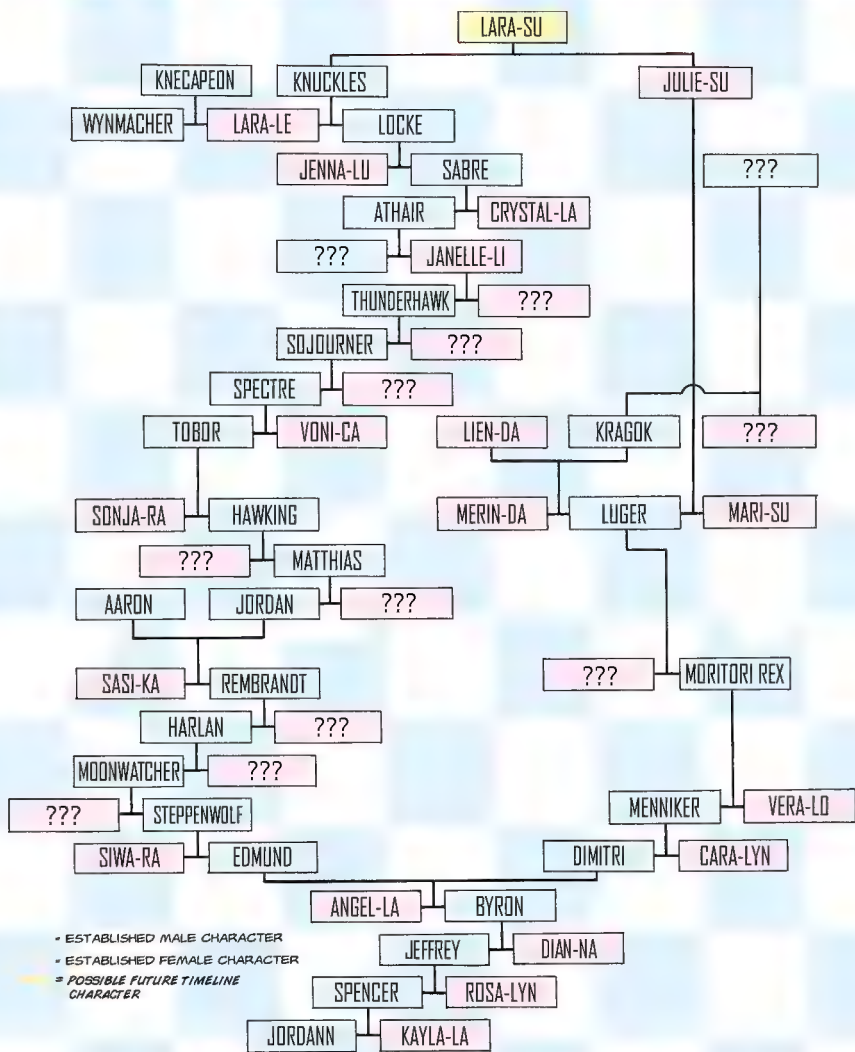 LARA-SU
KNECAPEON KNUCKLES JULIE-SU
WYNMACHER LARA-LE LOCKE
JENNA-LU SABRE ???
ATHAIR CRYSTAL-LA
??? JANELLE-LI
THUNDERHAWK ???
SOJOURNER ???
SPECTRE ???
TOBOR VONI-CA LIEN-DA KRAGOK ???
SONJA-RA HAWKING MERIN-DA LUGER MARI-SU
??? MATTHIAS
AARON JORDAN ???
SASI-KA REMBRANDT ??? MORITORI REX
HARLAN ???
MOONWATCHER ???
??? STEPPENWOLF MENNIKER VERA-LO
SIWA-RA EDMUND DIMITRI CARA-LYN
ANGEL-LA BYRON
- ESTABLISHED MALE CHARACTER
JEFFREY DIAN-NA
- ESTABLISHED FEMALE CHARACTER
= POSSIBLE FUTURE TIMELINE
CHARACTER
SPENCER ROSA-LYN
JORDANN KAYLA-LA